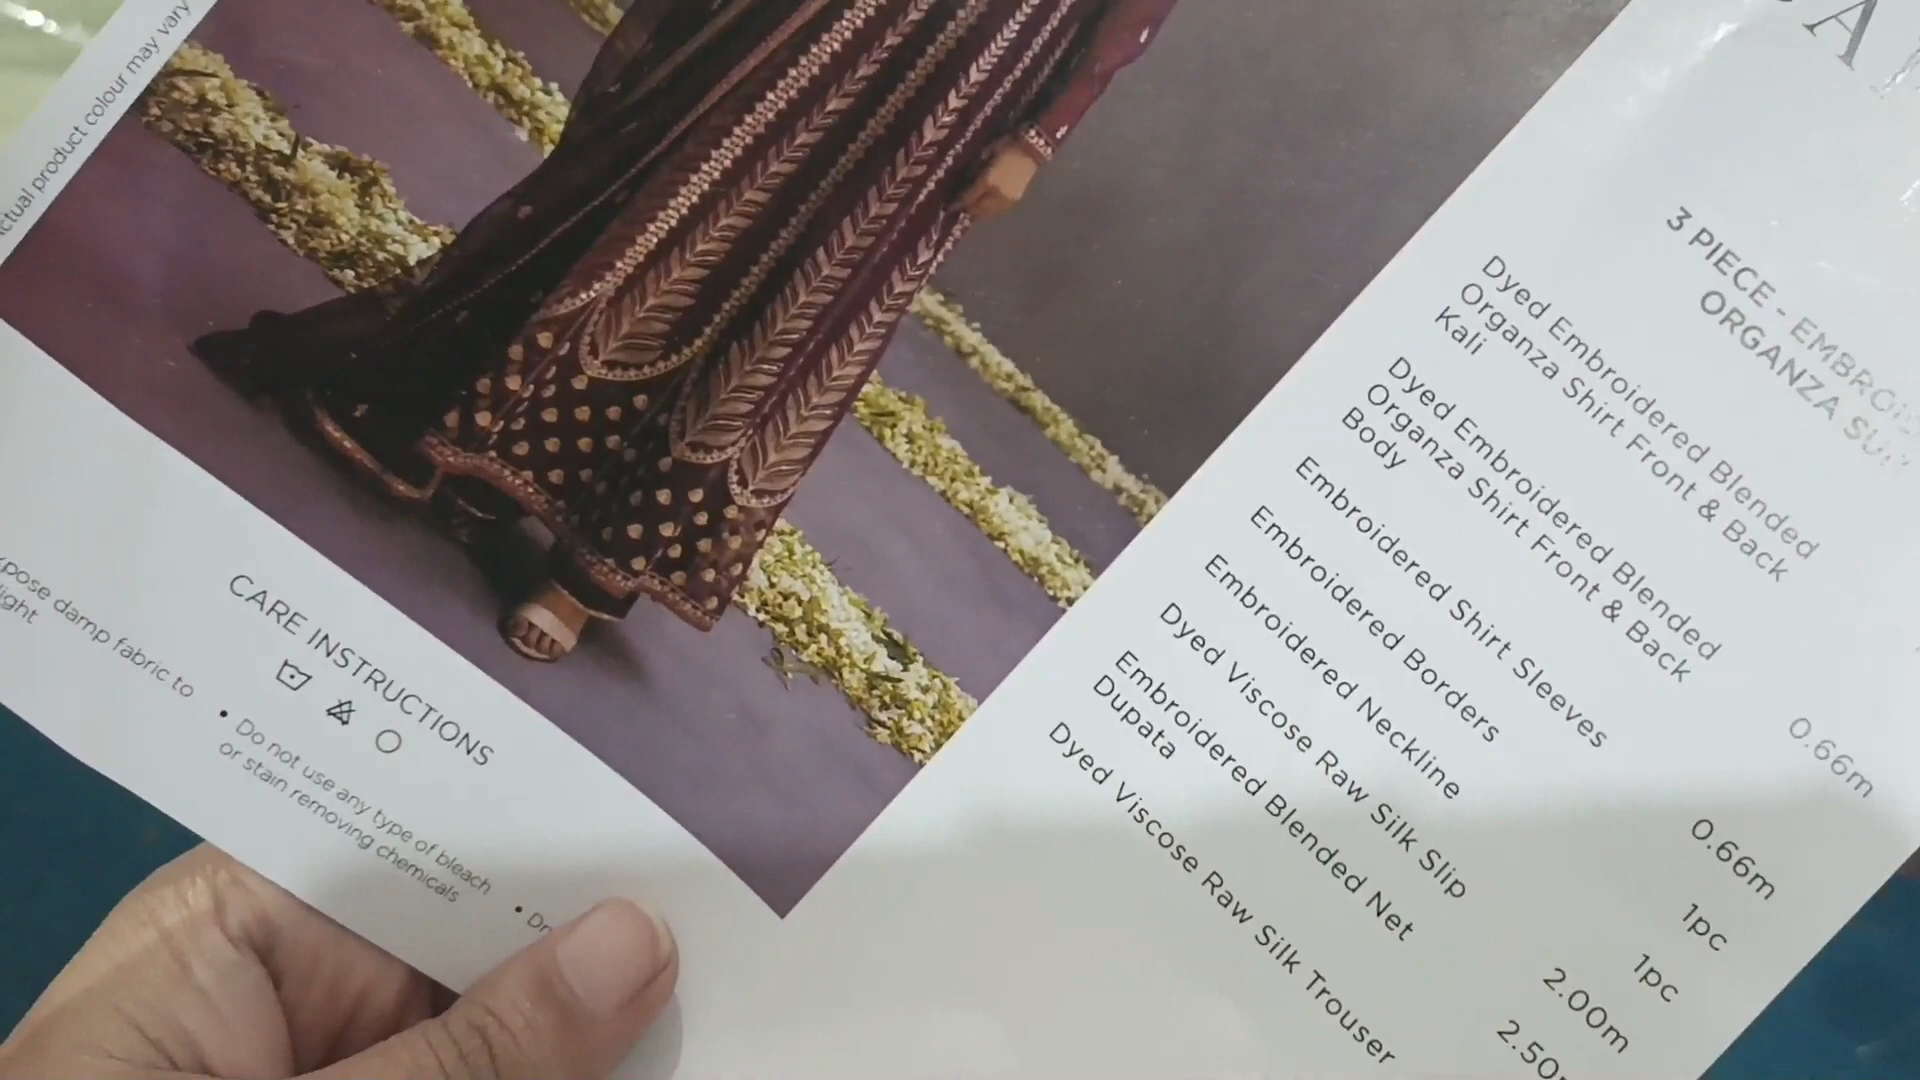 actual product colour may vary
CARE INSTRUCTIONS
damp fabric to
• Do not use any type of bleach
or stain removing chemicals
3 PIECE - EMBROI
ORGANZA SUIT
Dyed Embroidered Blended
Organza Shirt Front & Back
Kali
Dyed Embroidered Blended
Organza Shirt Front & Back
Body
Embroidered Shirt Sleeves 0.66m
Embroidered Borders
Embroidered Neckline
Dyed Viscose Raw Silk Slip
Embroidered Blended Net
Dupata
Dyed Viscose Raw Silk Trouser
0.66m
1pc
1pc
2.00m
2.50